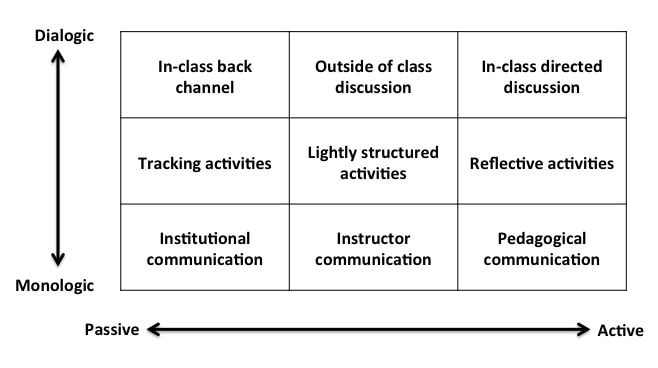 Dialogic
In-class back
channel
Outside of class
discussion
In-class directed
discussion
Tracking activities
Lightly structured
activities
Reflective activities
Institutional
communication
Instructor
communication
Pedagogical
communication
Monologic
Passive
Active